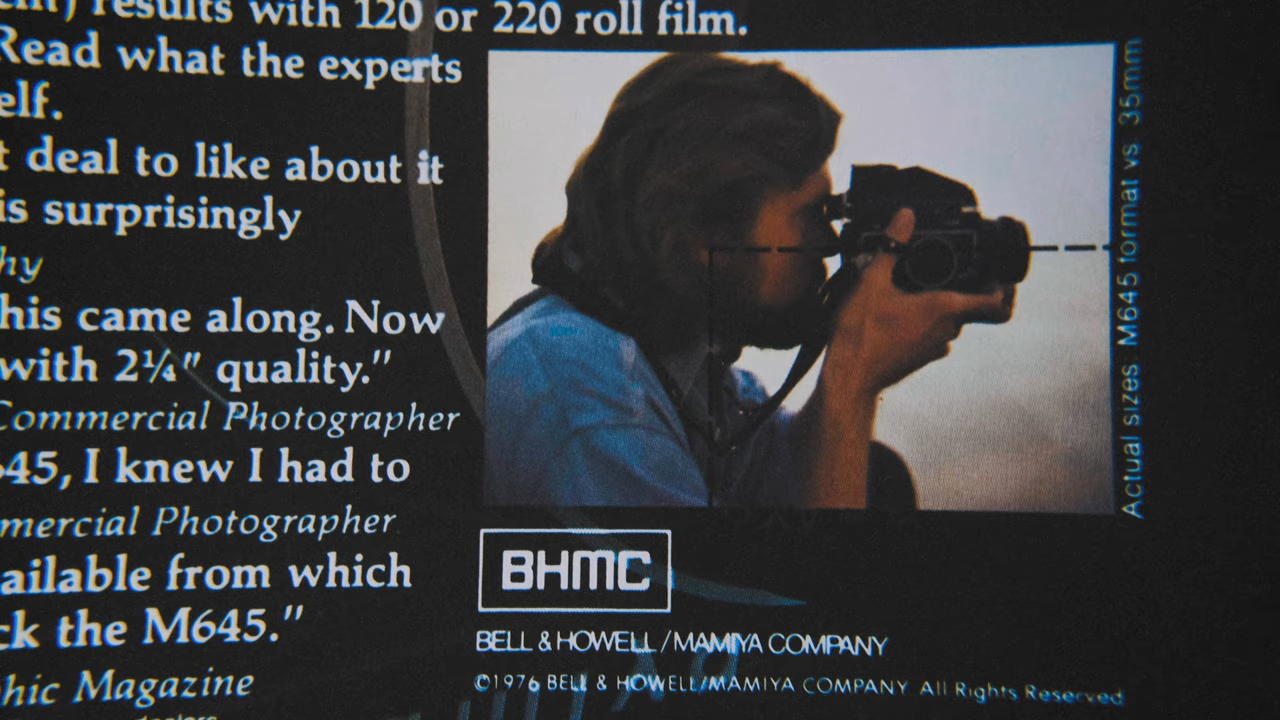 results with 120 or 220 roll film.
Read what the experts
elf.
t deal to like about it
is surprisingly
hy
his came along. Now
with 2¼" quality."
Commercial Photographer
645, I knew I had to
mercial Photographer
ailable from which
ck the M645."
hic Magazine
Actual sizes M645 format vs 35mm
BHMC
BELL & HOWELL / MAMIYA COMPANY
©1976 BELL & HOWELL/MAMIYA COMPANY All Rights Reserved